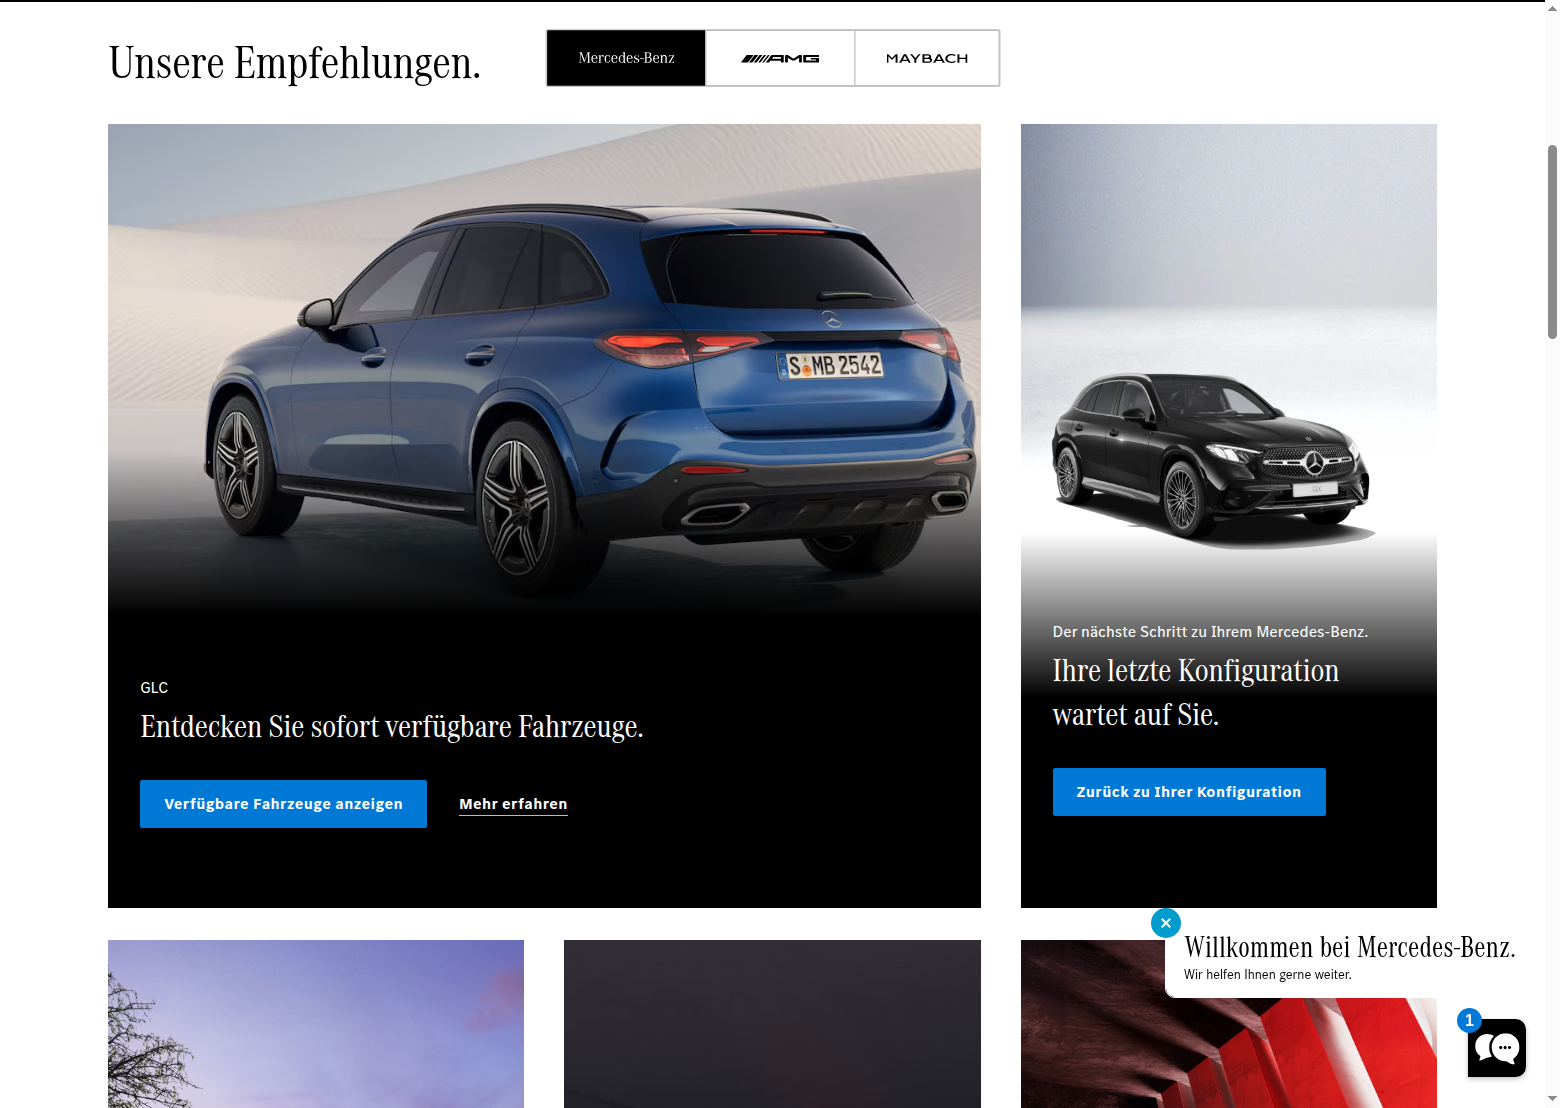 Unsere Empfehlungen.
Mercedes-Benz
AMG
MAYBACH
S MB 2542
GLC
GLC
Entdecken Sie sofort verfügbare Fahrzeuge.
Verfügbare Fahrzeuge anzeigen
Mehr erfahren
Der nächste Schritt zu Ihrem Mercedes-Benz.
Ihre letzte Konfiguration
wartet auf Sie.
Zurück zu Ihrer Konfiguration
Willkommen bei Mercedes-Benz.
Wir helfen Ihnen gerne weiter.
1